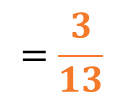 = 3/13